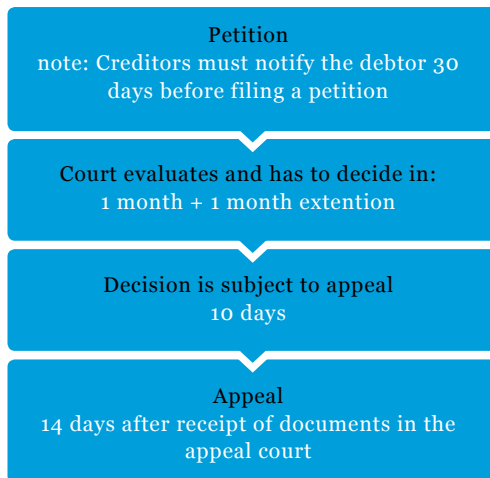 Petition
note: Creditors must notify the debtor 30
days before filing a petition
Court evaluates and has to decide in:
1 month + 1 month extention
Decision is subject to appeal
10 days
Appeal
14 days after receipt of documents in the
appeal court